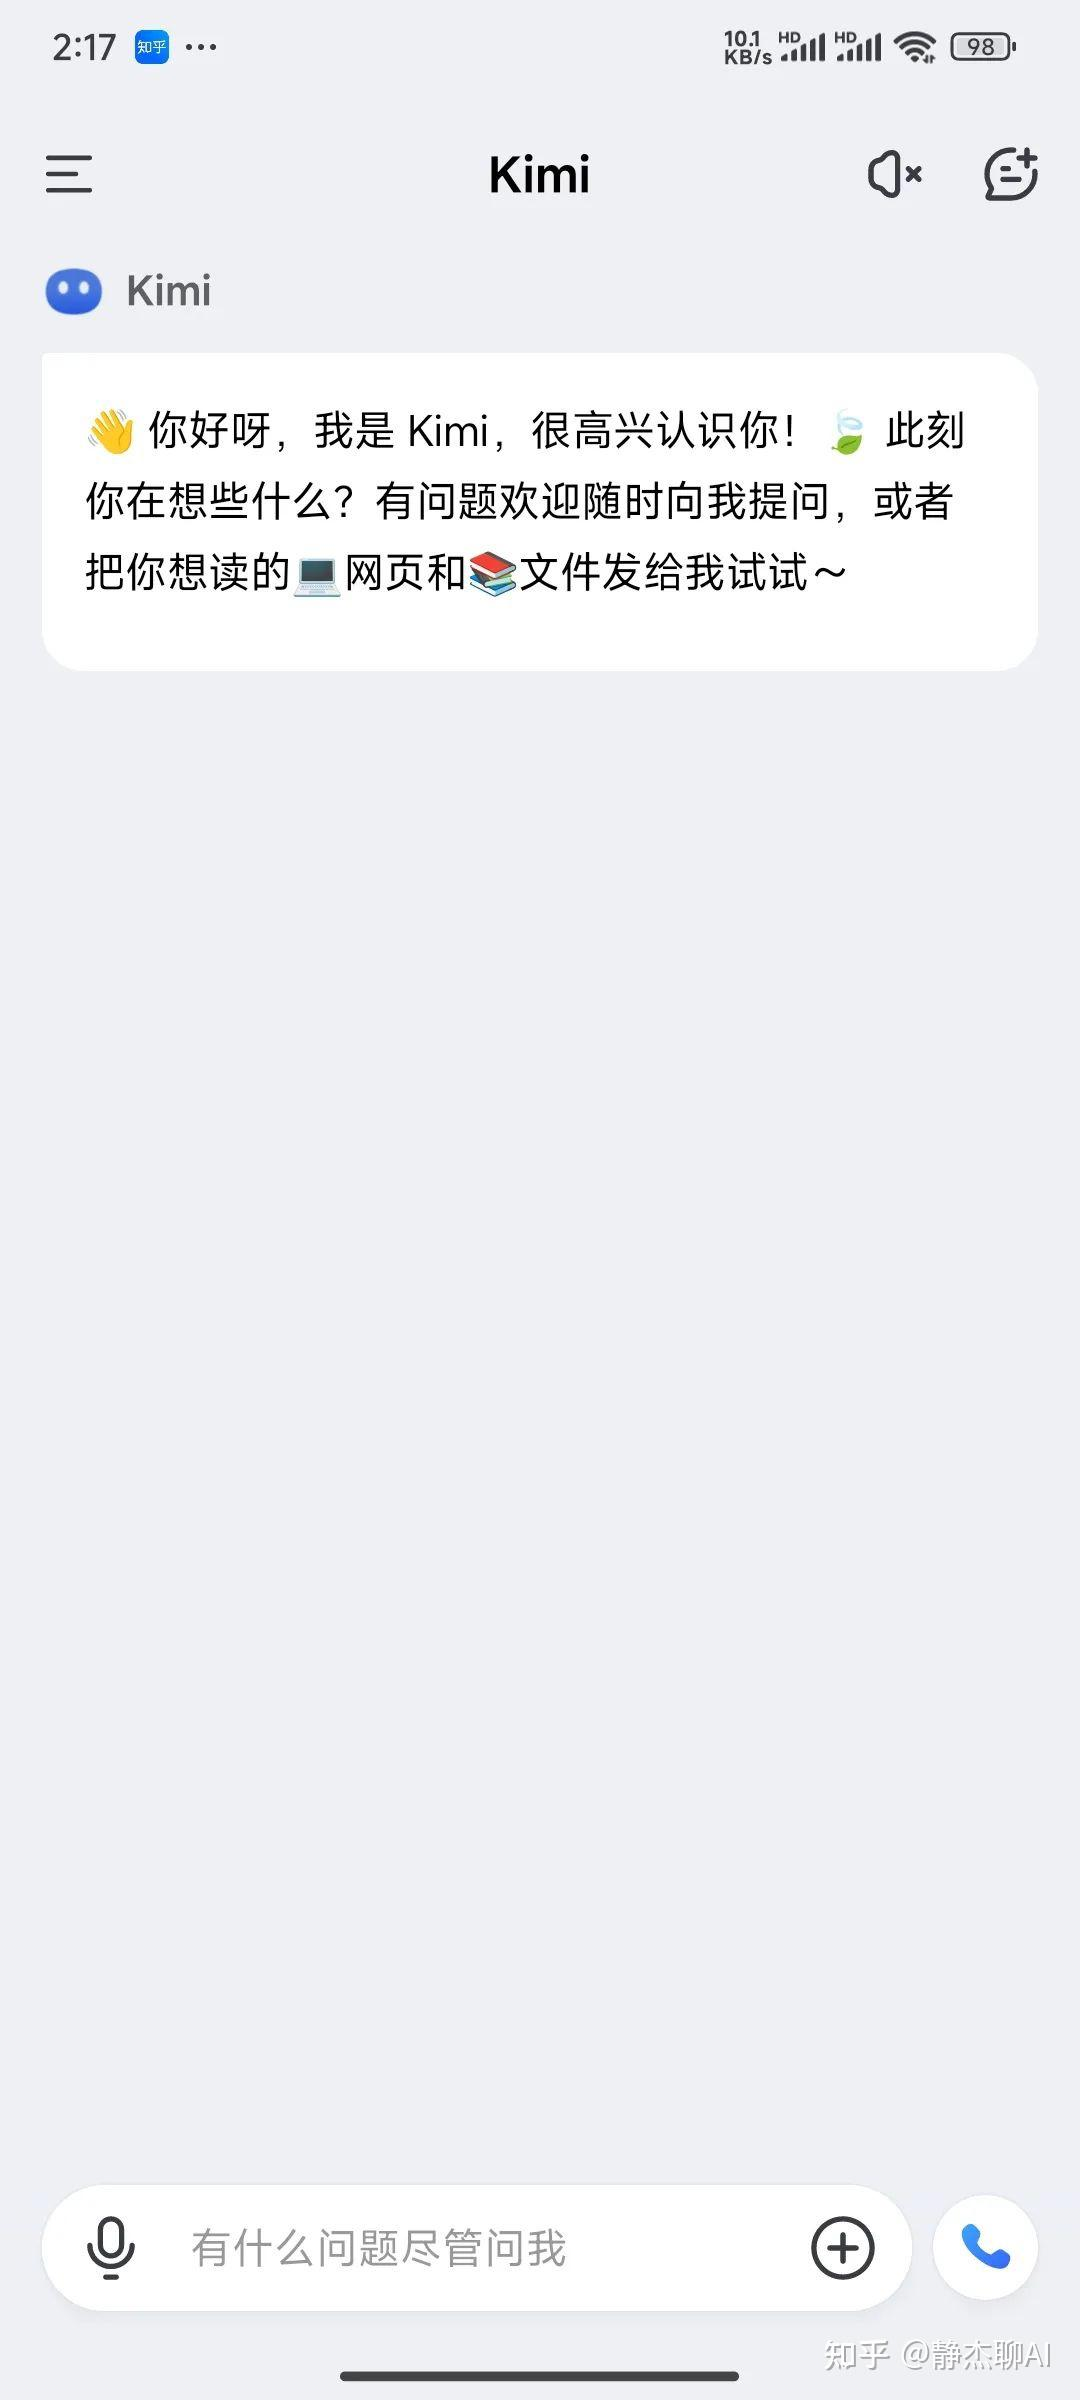 2:17 知乎 ··· 10.1 KB/s HD HD 98
Kimi
Kimi
👋 你好呀，我是 Kimi，很高兴认识你！🍃 此刻
你在想些什么？有问题欢迎随时向我提问，或者
把你想读的💻网页和📚文件发给我试试～
有什么问题尽管问我
知乎 @静杰聊AI